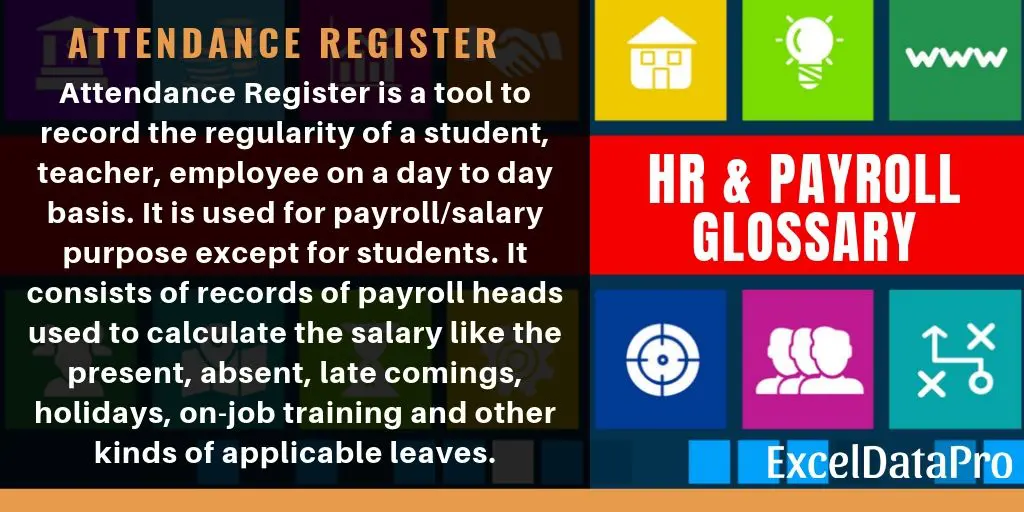 ATTENDANCE REGISTER
Attendance Register is a tool to
record the regularity of a student,
teacher, employee on a day to day
basis. It is used for payroll/salary
purpose except for students. It
consists of records of payroll heads
used to calculate the salary like the
present, absent, late comings,
holidays, on-job training and other
kinds of applicable leaves.
www
HR & PAYROLL
GLOSSARY
ExcelDataPro